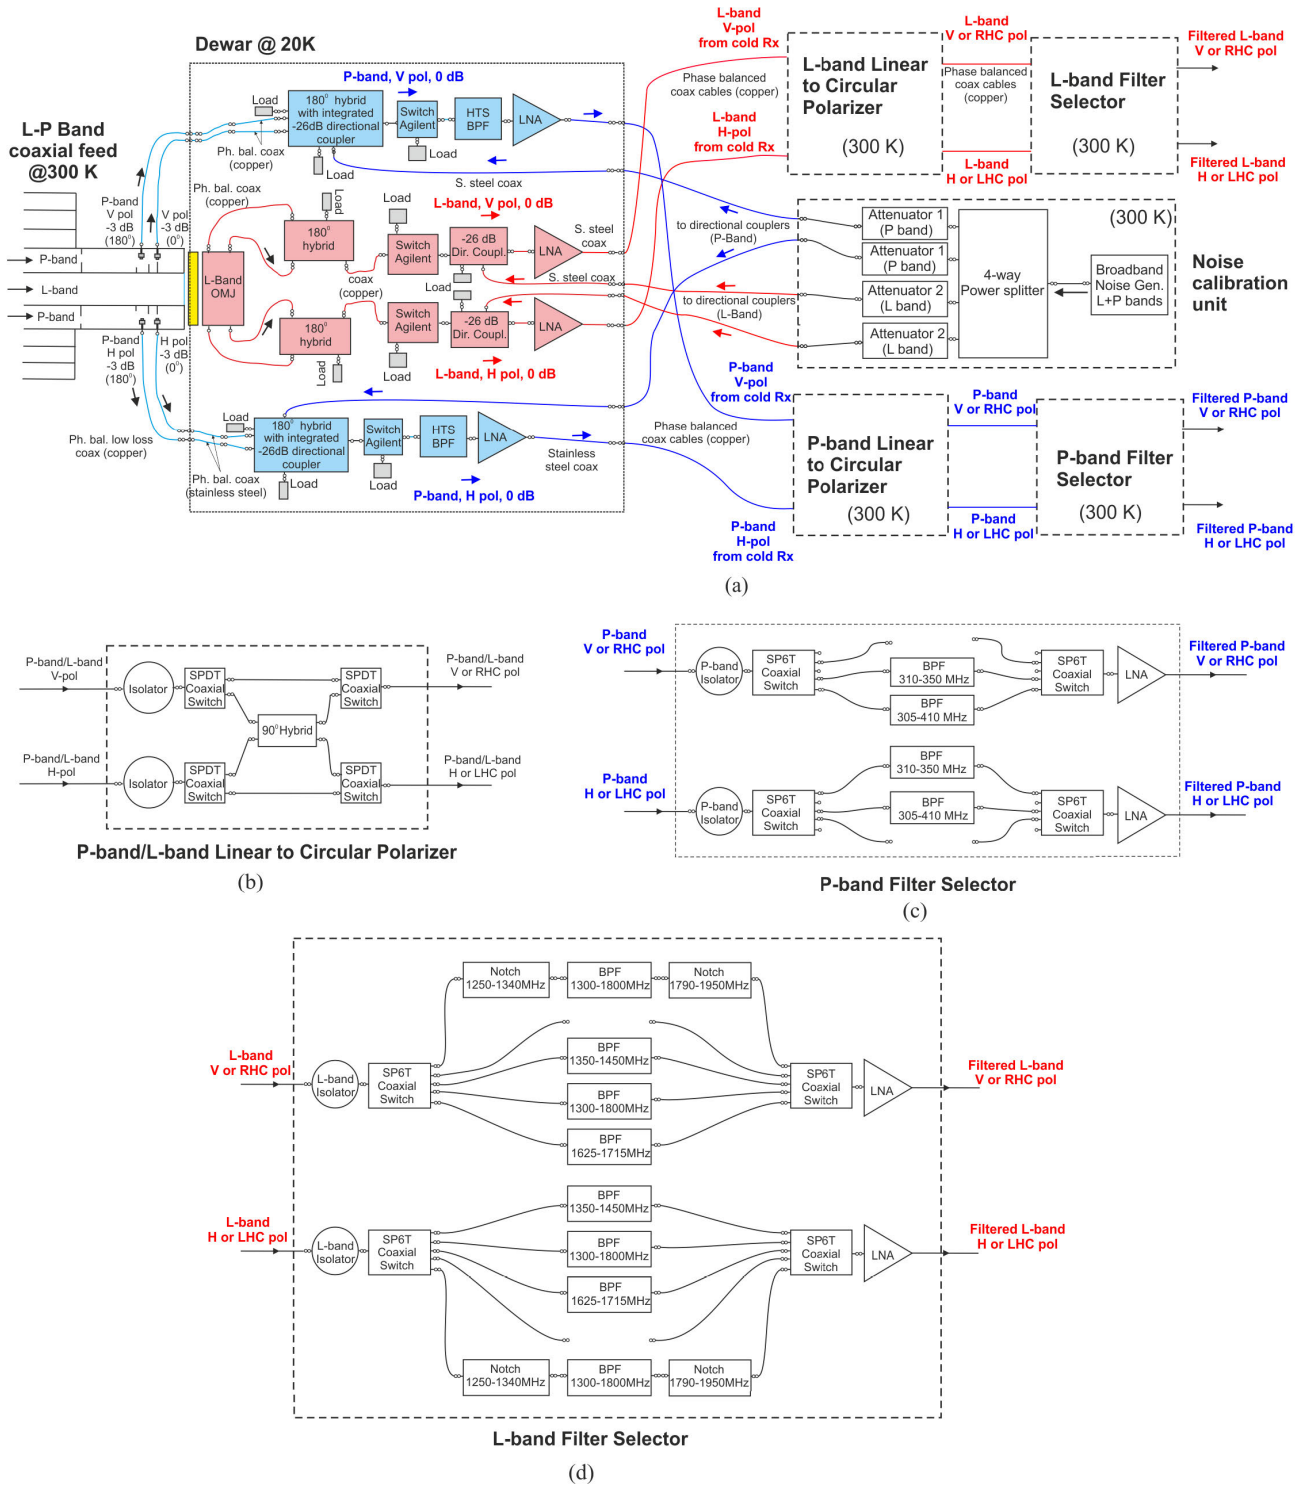 Dewar @ 20K
L-P Band
coaxial feed
@300 K
P-band
V pol
-3 dB
(180°)
V pol
-3 dB
(0°)
P-band
L-band
P-band
P-band
H pol
-3 dB
(180°)
H pol
-3 dB
(0°)
Load
180° hybrid
with integrated
-26dB directional
coupler
Load
P-band, V pol, 0 dB
Switch
Agilent
Load
HTS
BPF
LNA
Ph. bal. coax
(copper)
S. steel coax
Ph. bal. coax
(copper)
L-Band
OMJ
Load
180°
hybrid
Load
Switch
Agilent
L-band, V pol, 0 dB
-26 dB
Dir. Coupl.
Load
LNA
S. steel
coax
coax
(copper)
S. steel coax
180°
hybrid
Load
Load
Switch
Agilent
Load
Load
-26 dB
Dir. Coupl.
LNA
L-band, H pol, 0 dB
Load
180° hybrid
with integrated
-26dB directional
coupler
Load
Switch
Agilent
Load
HTS
BPF
LNA
Stainless
steel coax
P-band, H pol, 0 dB
Ph. bal. low loss
coax (copper)
Ph. bal. coax
(stainless steel)
L-band
V-pol
from cold Rx
Phase balanced
coax cables (copper)
L-band
H-pol
from cold Rx
L-band Linear
to Circular
Polarizer
(300 K)
L-band
V or RHC pol
Phase balanced
coax cables
(copper)
L-band
H or LHC pol
L-band Filter
Selector
(300 K)
Filtered L-band
V or RHC pol
Filtered L-band
H or LHC pol
to directional couplers
(P-Band)
to directional couplers
(L-Band)
Attenuator 1
(P band)
Attenuator 1
(P band)
Attenuator 2
(L band)
Attenuator 2
(L band)
4-way
Power splitter
(300 K)
Broadband
Noise Gen.
L+P bands
Noise
calibration
unit
P-band
V-pol
from cold Rx
Phase balanced
coax cables (copper)
P-band
H-pol
from cold Rx
P-band Linear
to Circular
Polarizer
(300 K)
P-band
V or RHC pol
P-band
H or LHC pol
P-band Filter
Selector
(300 K)
Filtered P-band
V or RHC pol
Filtered P-band
H or LHC pol
(a)
P-band/L-band
V-pol
Isolator
SPDT
Coaxial
Switch
SPDT
Coaxial
Switch
P-band/L-band
V or RHC pol
90°Hybrid
P-band/L-band
H-pol
Isolator
SPDT
Coaxial
Switch
SPDT
Coaxial
Switch
P-band/L-band
H or LHC pol
P-band/L-band Linear to Circular Polarizer
(b)
P-band
V or RHC pol
P-band
Isolator
SP6T
Coaxial
Switch
BPF
310-350 MHz
BPF
305-410 MHz
SP6T
Coaxial
Switch
LNA
Filtered P-band
V or RHC pol
P-band
H or LHC pol
P-band
Isolator
SP6T
Coaxial
Switch
BPF
310-350 MHz
BPF
305-410 MHz
SP6T
Coaxial
Switch
LNA
Filtered P-band
H or LHC pol
P-band Filter Selector
(c)
Notch
1250-1340MHz
BPF
1300-1800MHz
Notch
1790-1950MHz
L-band
V or RHC pol
L-band
Isolator
SP6T
Coaxial
Switch
BPF
1350-1450MHz
BPF
1300-1800MHz
BPF
1625-1715MHz
SP6T
Coaxial
Switch
LNA
Filtered L-band
V or RHC pol
L-band
H or LHC pol
L-band
Isolator
SP6T
Coaxial
Switch
BPF
1350-1450MHz
BPF
1300-1800MHz
BPF
1625-1715MHz
SP6T
Coaxial
Switch
LNA
Filtered L-band
H or LHC pol
Notch
1250-1340MHz
BPF
1300-1800MHz
Notch
1790-1950MHz
L-band Filter Selector
(d)